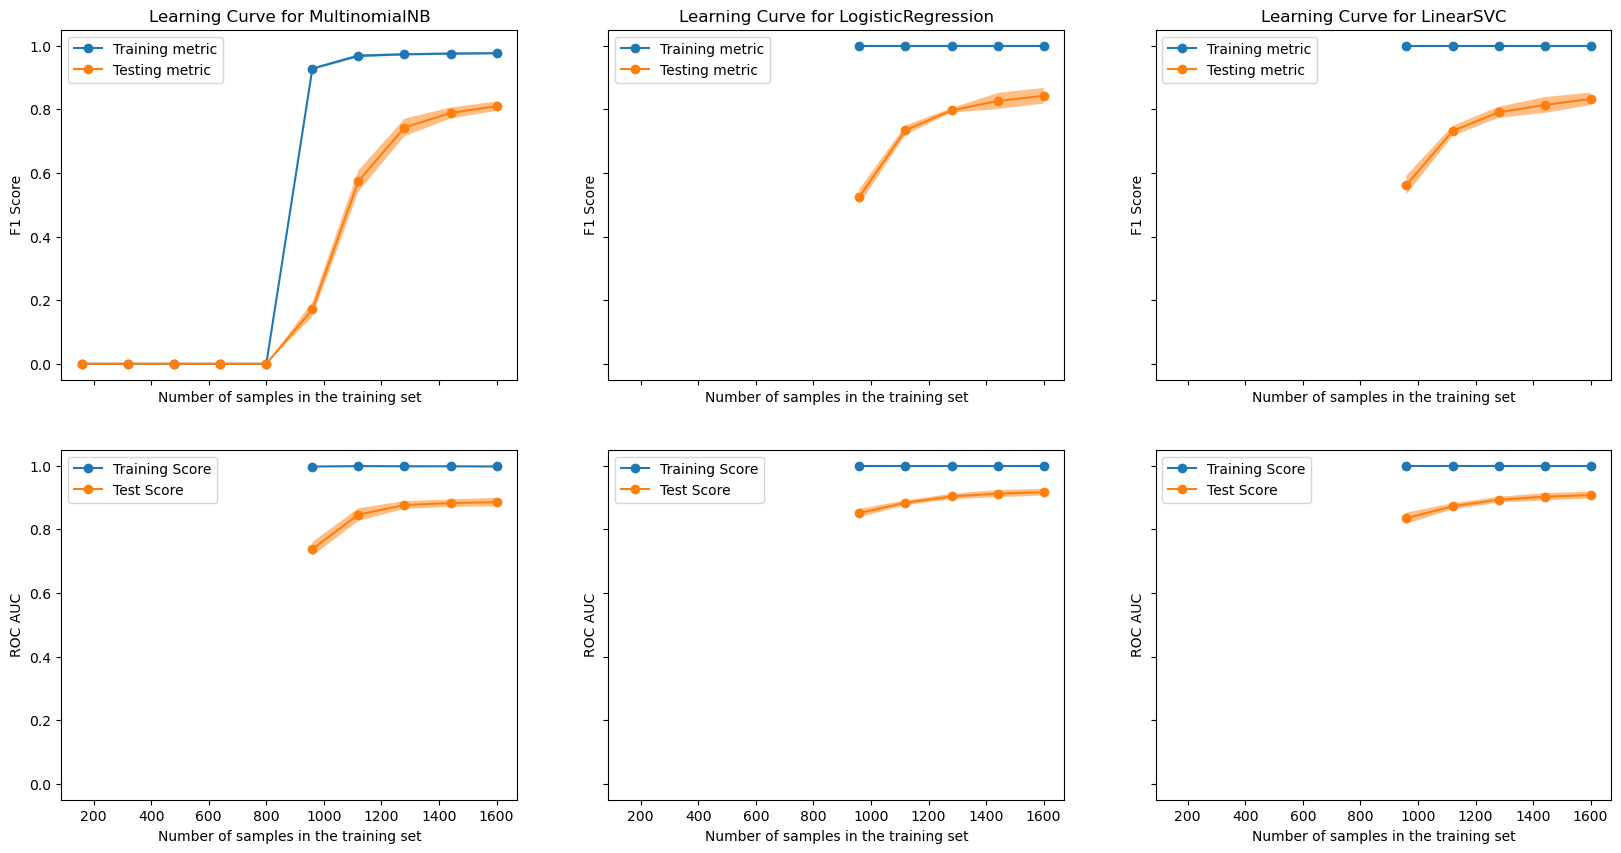 Learning Curve for MultinomialNB
Training metric
Testing metric
F1 Score
1.0
0.8
0.6
0.4
0.2
0.0
Number of samples in the training set
Learning Curve for LogisticRegression
Training metric
Testing metric
F1 Score
Number of samples in the training set
Learning Curve for LinearSVC
Training metric
Testing metric
F1 Score
Number of samples in the training set
Training Score
Test Score
ROC AUC
1.0
0.8
0.6
0.4
0.2
0.0
200 400 600 800 1000 1200 1400 1600
Number of samples in the training set
Training Score
Test Score
ROC AUC
200 400 600 800 1000 1200 1400 1600
Number of samples in the training set
Training Score
Test Score
ROC AUC
200 400 600 800 1000 1200 1400 1600
Number of samples in the training set